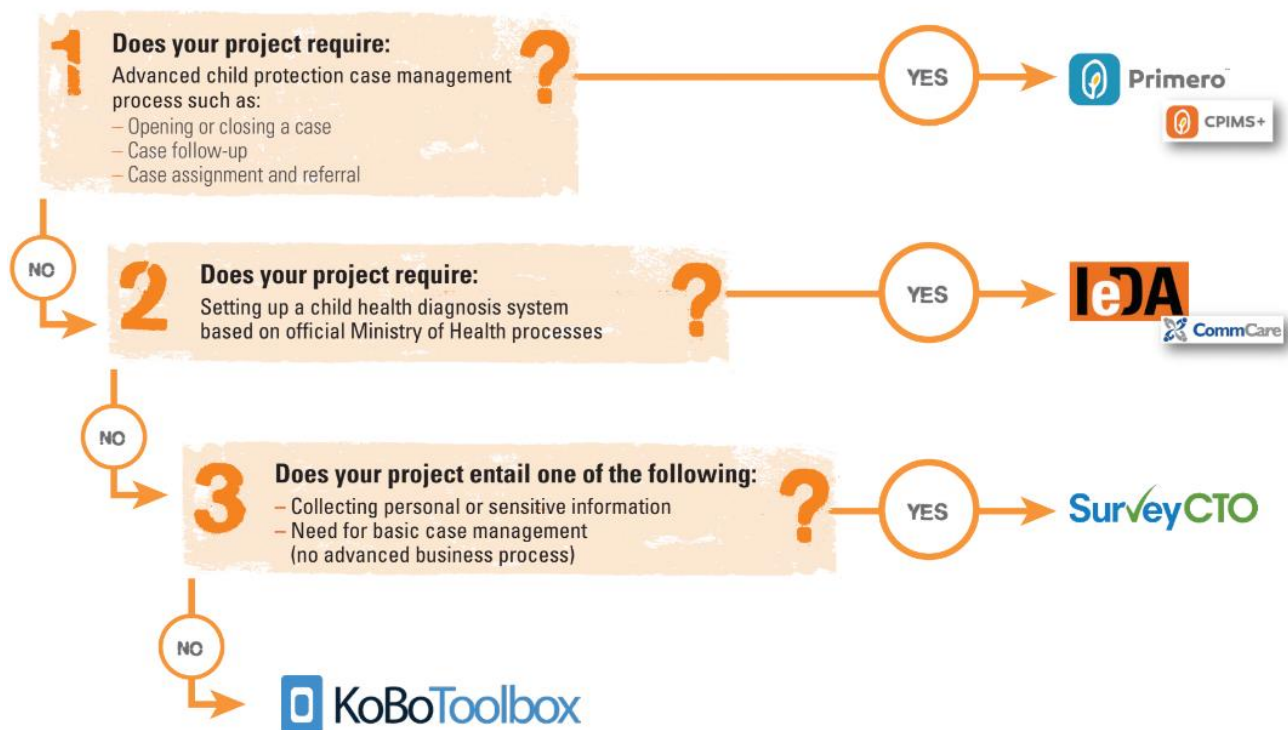 1
Does your project require:
Advanced child protection case management
process such as:
– Opening or closing a case
– Case follow-up
– Case assignment and referral
?
YES
Primero™
CPIMS+
NO
2
Does your project require:
Setting up a child health diagnosis system
based on official Ministry of Health processes
?
YES
IeDA
CommCare
NO
3
Does your project entail one of the following:
– Collecting personal or sensitive information
– Need for basic case management
(no advanced business process)
?
YES
SurveyCTO
NO
KoBoToolbox